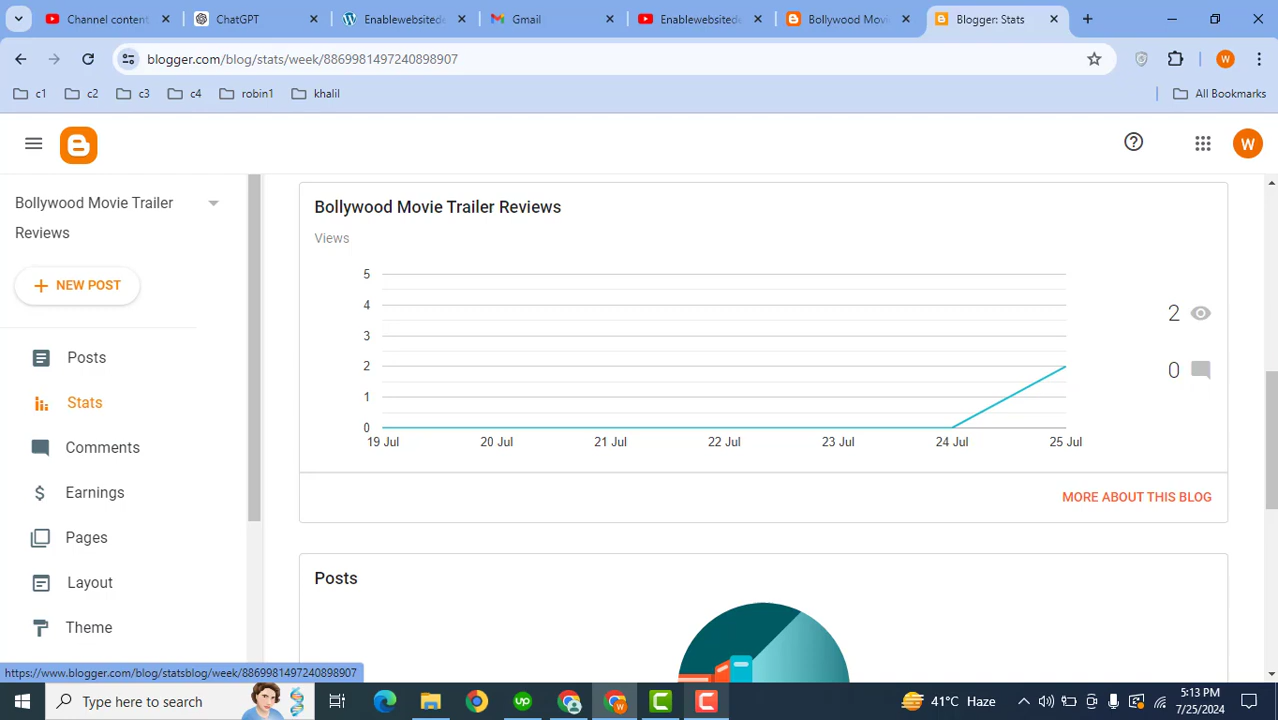 Channel content
ChatGPT
Enablewebsitede
Gmail
Enablewebsitede
Bollywood Movi
Blogger: Stats
blogger.com/blog/stats/week/8869981497240898907
W
c1
c2
c3
c4
robin1
khalil
All Bookmarks
W
Bollywood Movie Trailer
Reviews
NEW POST
Posts
Stats
Comments
Earnings
Pages
Layout
Theme
Bollywood Movie Trailer Reviews
Views
5
4
3
2
1
0
19 Jul
20 Jul
21 Jul
22 Jul
23 Jul
24 Jul
25 Jul
2
0
MORE ABOUT THIS BLOG
Posts
https://www.blogger.com/blog/statsblog/week/8869981497240898907
Type here to search
up
41°C Haze
5:13 PM
7/25/2024